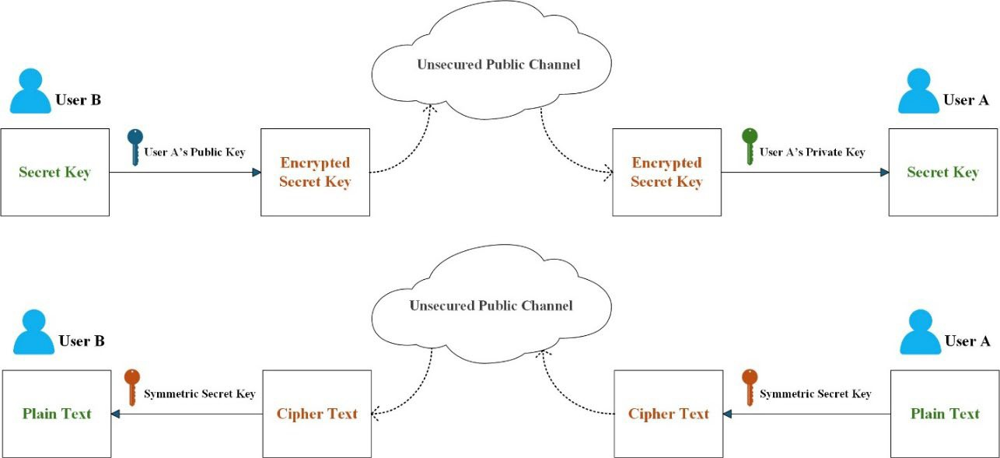 Unsecured Public Channel
User B
User A
User A's Public Key
User A's Private Key
Secret Key
Encrypted
Secret Key
Encrypted
Secret Key
Secret Key
Unsecured Public Channel
User B
User A
Symmetric Secret Key
Symmetric Secret Key
Plain Text
Cipher Text
Cipher Text
Plain Text